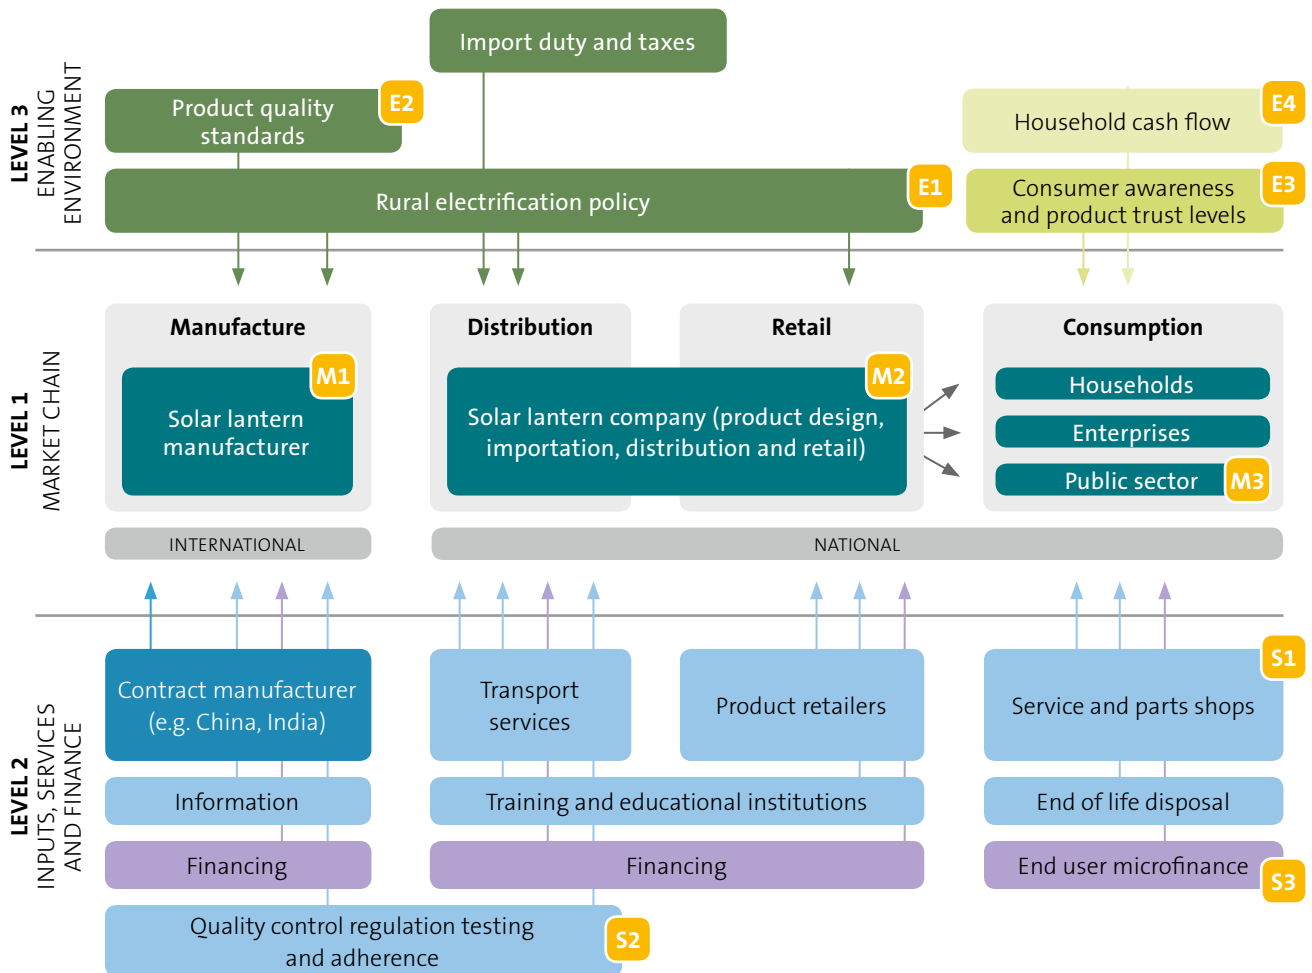 LEVEL 3
ENABLING
ENVIRONMENT
Import duty and taxes
Product quality
standards
E2
Household cash flow
E4
Rural electrification policy
E1
Consumer awareness
and product trust levels
E3
LEVEL 1
MARKET CHAIN
Manufacture
Distribution
Retail
Consumption
M1
Solar lantern
manufacturer
M2
Solar lantern company (product design,
importation, distribution and retail)
Households
Enterprises
Public sector
M3
INTERNATIONAL
NATIONAL
LEVEL 2
INPUTS, SERVICES
AND FINANCE
Contract manufacturer
(e.g. China, India)
Transport
services
Product retailers
Service and parts shops
S1
Information
Training and educational institutions
End of life disposal
Financing
Financing
End user microfinance
S3
Quality control regulation testing
and adherence
S2